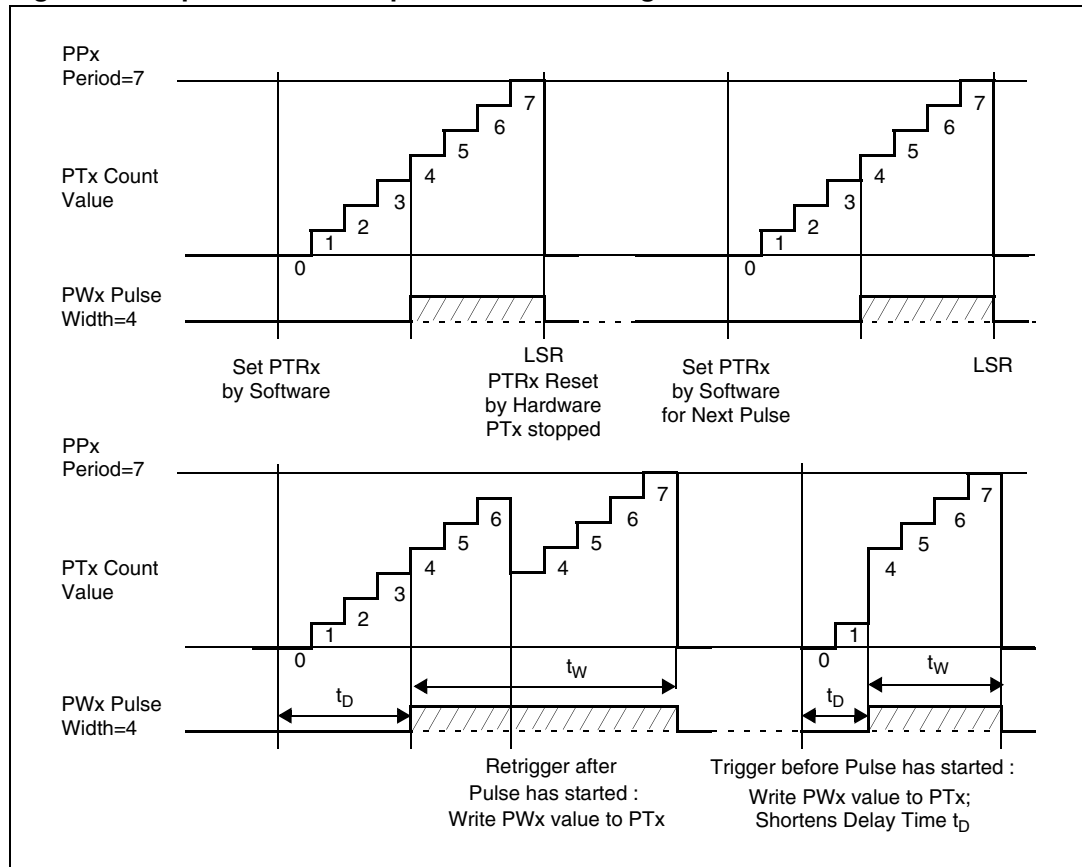 PPx
Period=7
7
6
5
4
3
2
1
0
7
6
5
4
3
2
1
0
PTx Count
Value
PWx Pulse
Width=4
Set PTRx
by Software
LSR
PTRx Reset
by Hardware
PTx stopped
Set PTRx
by Software
for Next Pulse
LSR
PPx
Period=7
6
5
4
3
2
1
0
7
6
5
4
7
6
5
4
1
0
PTx Count
Value
tW
tW
PWx Pulse
Width=4
tD
tD
Retrigger after
Pulse has started :
Write PWx value to PTx
Trigger before Pulse has started :
Write PWx value to PTx;
Shortens Delay Time tD